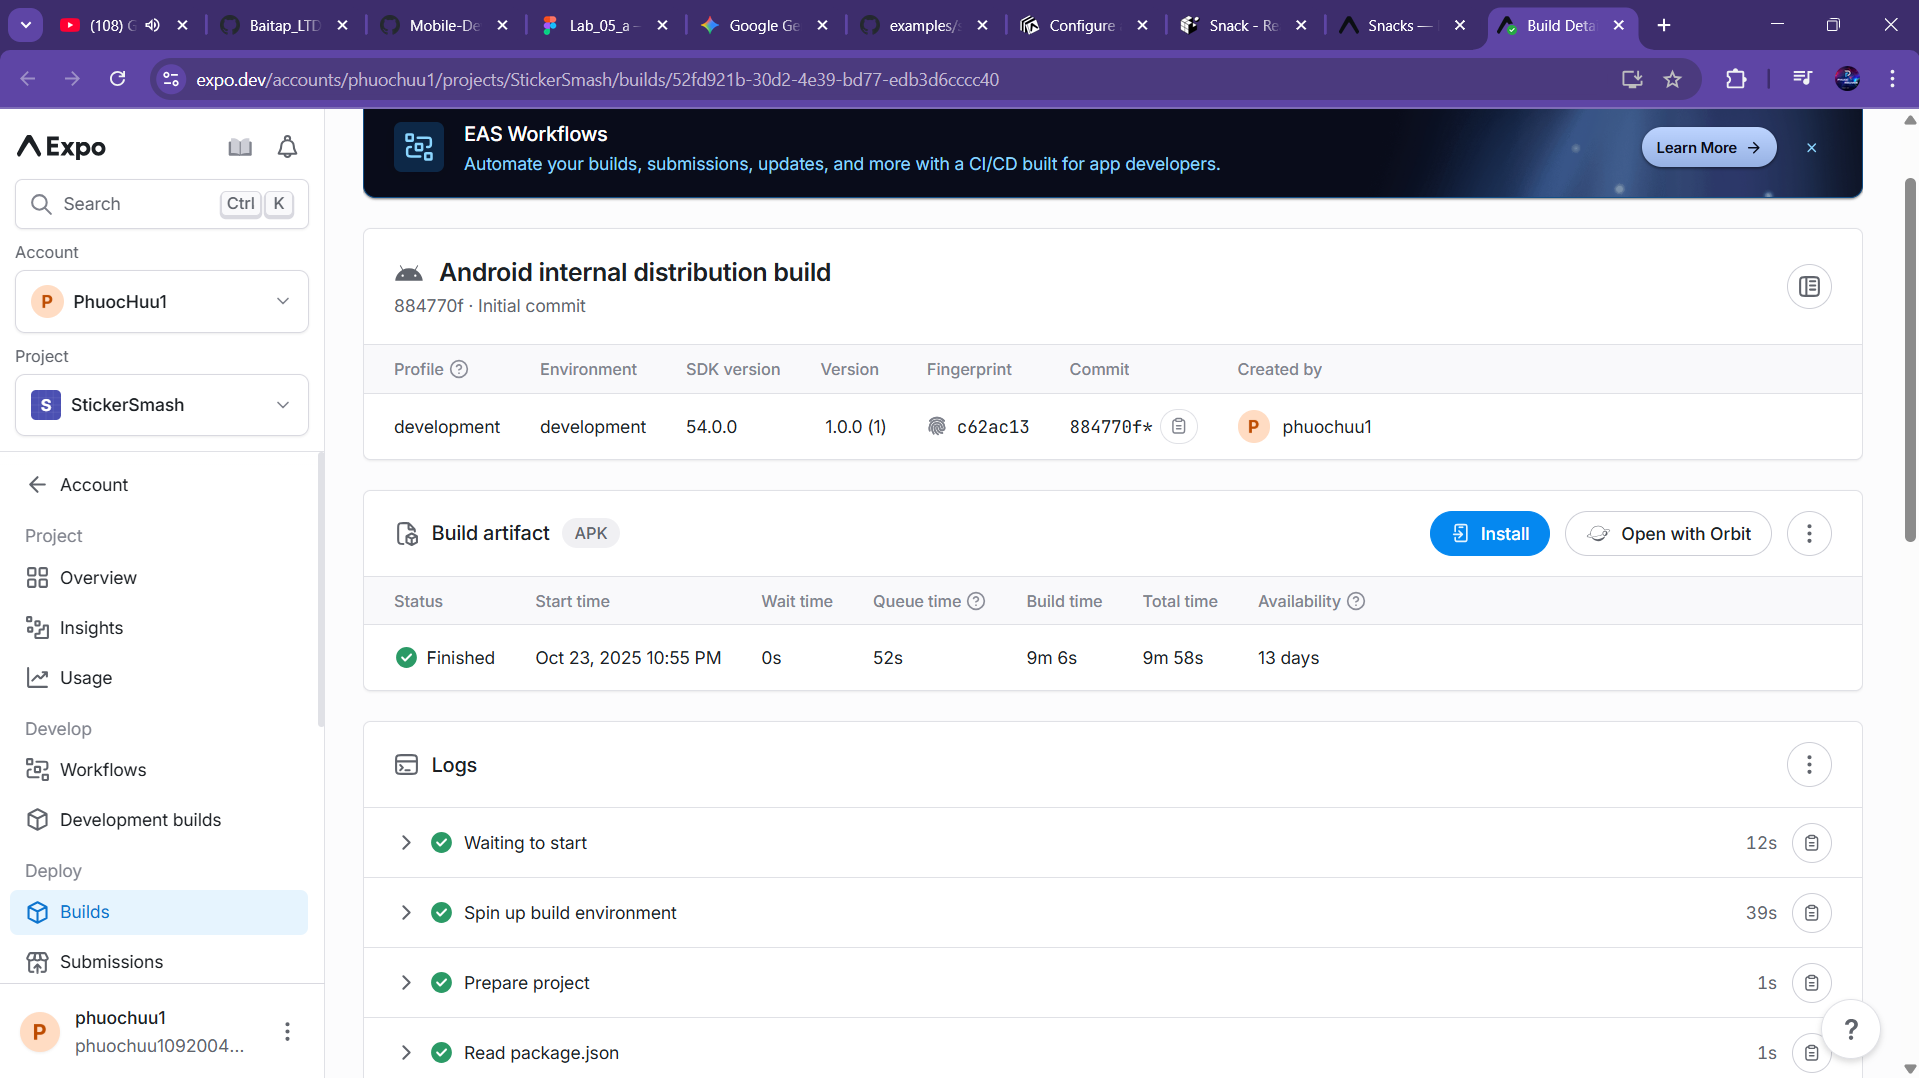 (108) G
Baitap_LTD
Mobile-De
Lab_05_a –
Google Ge
examples/s
Configure
Snack - Re
Snacks —
Build Deta
expo.dev/accounts/phuochuu1/projects/StickerSmash/builds/52fd921b-30d2-4e39-bd77-edb3d6cccc40
Expo
Search
Ctrl
K
Account
P
PhuocHuu1
Project
S
StickerSmash
Account
Project
Overview
Insights
Usage
Develop
Workflows
Development builds
Deploy
Builds
Submissions
P
phuochuu1
phuochuu1092004...
EAS Workflows
Automate your builds, submissions, updates, and more with a CI/CD built for app developers.
Learn More
Android internal distribution build
884770f · Initial commit
Profile
Environment
SDK version
Version
Fingerprint
Commit
Created by
development
development
54.0.0
1.0.0 (1)
c62ac13
884770f*
P
phuochuu1
Build artifact
APK
Install
Open with Orbit
Status
Start time
Wait time
Queue time
Build time
Total time
Availability
Finished
Oct 23, 2025 10:55 PM
0s
52s
9m 6s
9m 58s
13 days
Logs
Waiting to start
12s
Spin up build environment
39s
Prepare project
1s
Read package.json
1s
?